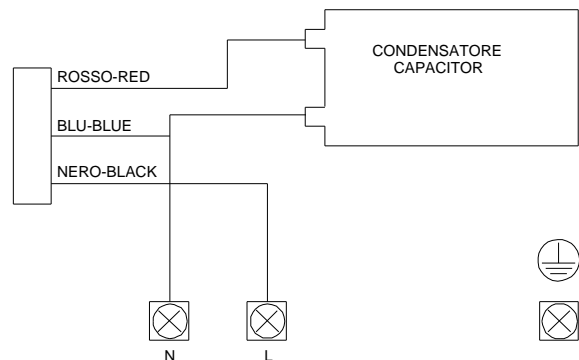 CONDENSATORE
CAPACITOR
ROSSO-RED
BLU-BLUE
NERO-BLACK
N
L